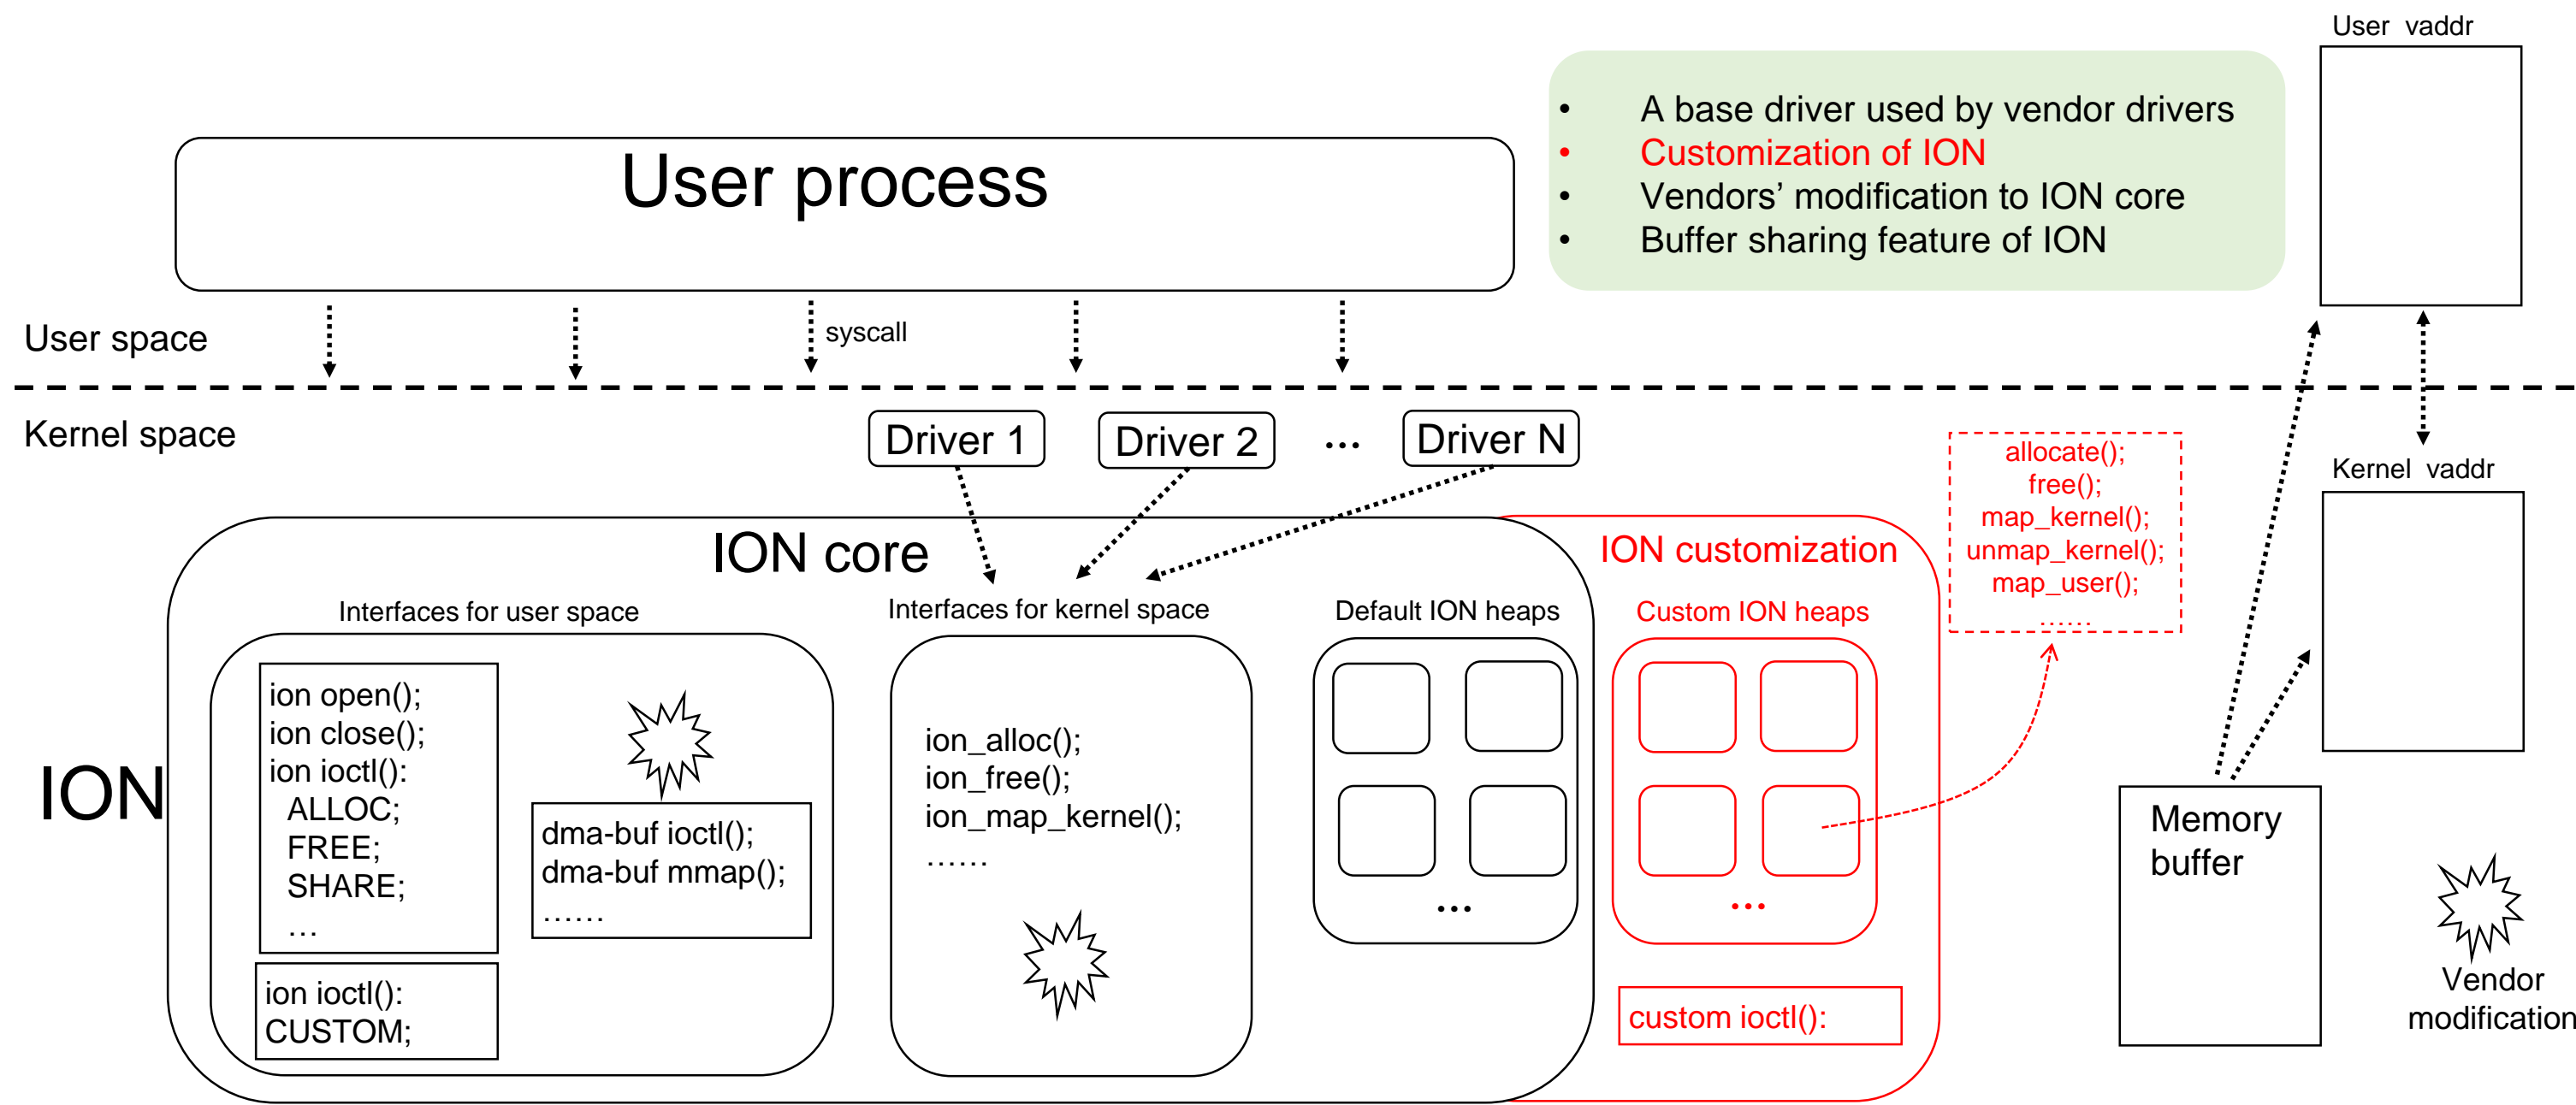 User vaddr
• A base driver used by vendor drivers
• Customization of ION
• Vendors’ modification to ION core
• Buffer sharing feature of ION
User process
User space
syscall
Kernel space
Driver 1
Driver 2
...
Driver N
allocate();
free();
map_kernel();
unmap_kernel();
map_user();
……
Kernel vaddr
ION
ION core
ION customization
Interfaces for user space
ion open();
ion close();
ion ioctl():
ALLOC;
FREE;
SHARE;
…
ion ioctl():
CUSTOM;
dma-buf ioctl();
dma-buf mmap();
……
Interfaces for kernel space
ion_alloc();
ion_free();
ion_map_kernel();
……
Default ION heaps
...
Custom ION heaps
...
custom ioctl():
Memory
buffer
Vendor
modification